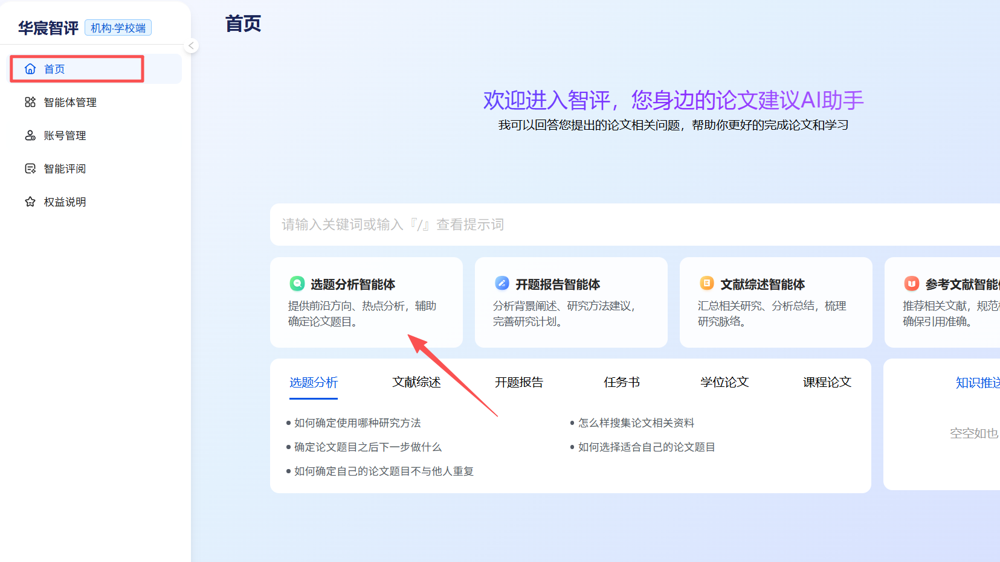 华宸智评 机构·学校端
首页
智能体管理
账号管理
智能评阅
权益说明
首页
欢迎进入智评，您身边的论文建议AI助手
我可以回答您提出的论文相关问题，帮助你更好的完成论文和学习
请输入关键词或输入『/』查看提示词
选题分析智能体
提供前沿方向、热点分析，辅助
确定论文题目。
开题报告智能体
分析背景阐述、研究方法建议，
完善研究计划。
文献综述智能体
汇总相关研究、分析总结，梳理
研究脉络。
参考文献智能
推荐相关文献，规范
确保引用准确。
选题分析 文献综述 开题报告 任务书 学位论文 课程论文
如何确定使用哪种研究方法
怎么样搜集论文相关资料
确定论文题目之后下一步做什么
如何选择适合自己的论文题目
如何确定自己的论文题目不与他人重复
知识推送
空空如也